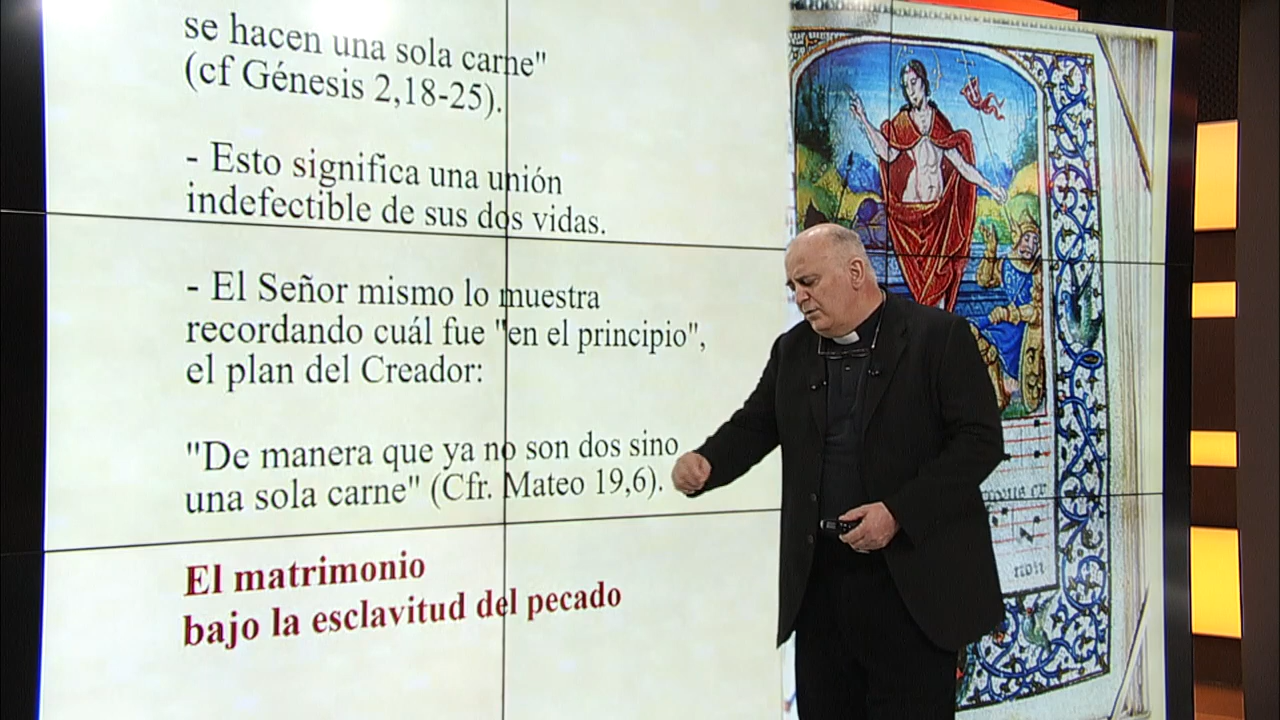 se hacen una sola carne"
(cf Génesis 2,18-25).
- Esto significa una unión
indefectible de sus dos vidas.
- El Señor mismo lo muestra
recordando cuál fue "en el principio",
el plan del Creador:
"De manera que ya no son dos sino
una sola carne" (Cfr. Mateo 19,6).
El matrimonio
bajo la esclavitud del pecado